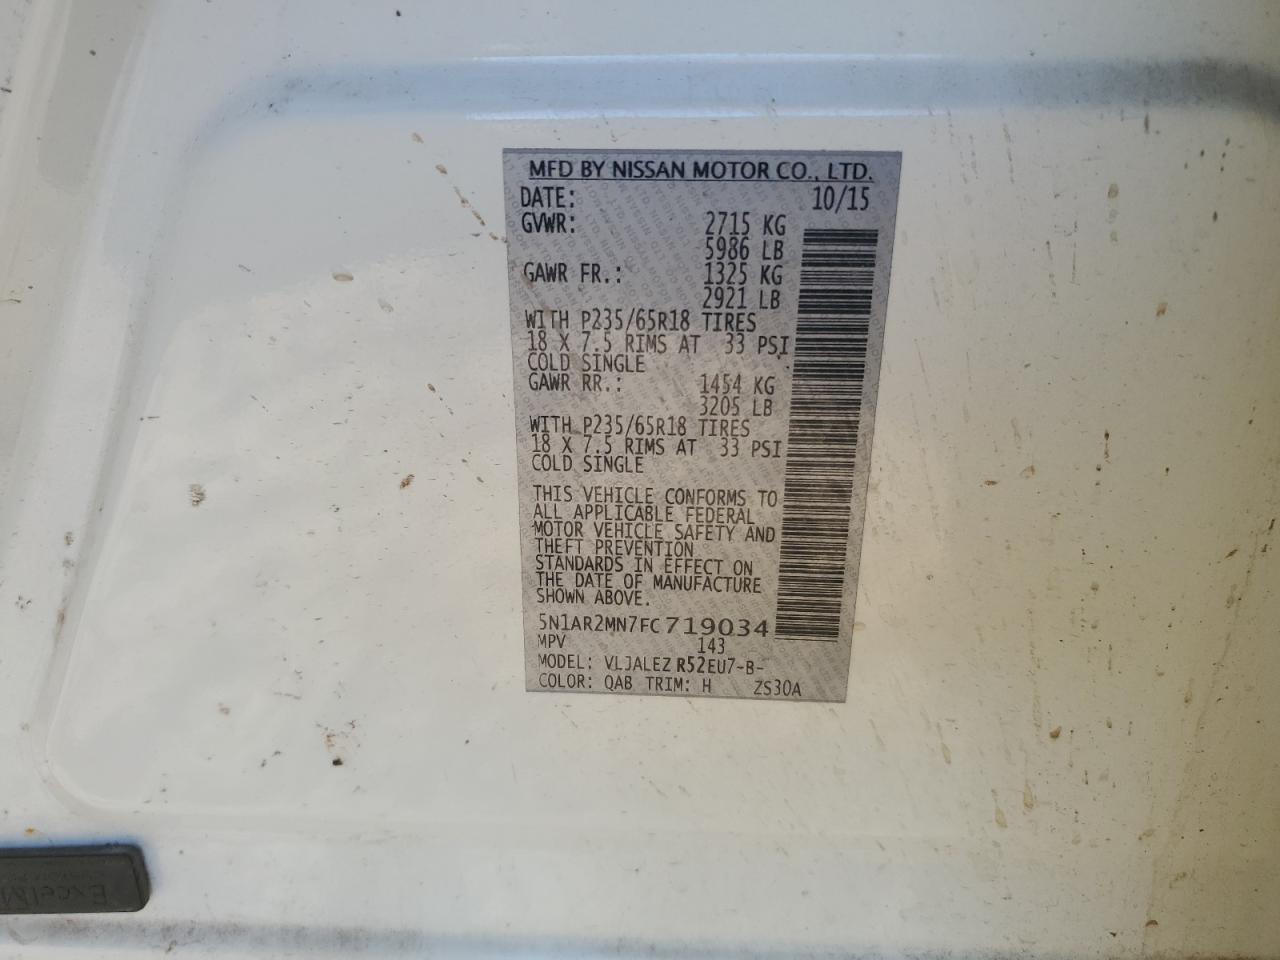 MFD BY NISSAN MOTOR CO., LTD.
DATE: 10/15
GVWR: 2715 KG
5986 LB
GAWR FR.: 1325 KG
2921 LB
WITH P235/65R18 TIRES
18 X 7.5 RIMS AT 33 PSI
COLD SINGLE
GAWR RR.: 1454 KG
3205 LB
WITH P235/65R18 TIRES
18 X 7.5 RIMS AT 33 PSI
COLD SINGLE
THIS VEHICLE CONFORMS TO
ALL APPLICABLE FEDERAL
MOTOR VEHICLE SAFETY AND
THEFT PREVENTION
STANDARDS IN EFFECT ON
THE DATE OF MANUFACTURE
SHOWN ABOVE.
5N1AR2MN7FC719034
MPV 143
MODEL: VLJALEZ R52EU7-B-
COLOR: QAB TRIM: H ZS30A